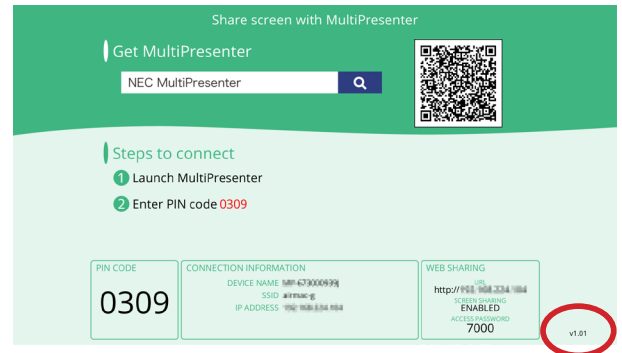 Share screen with MultiPresenter
Get MultiPresenter
NEC MultiPresenter
Steps to connect
1 Launch MultiPresenter
2 Enter PIN code 0309
PIN CODE
0309
CONNECTION INFORMATION
DEVICE NAME
SSID
IP ADDRESS
WEB SHARING
URL
http://
SCREEN SHARING
ENABLED
ACCESS PASSWORD
7000
v1.01